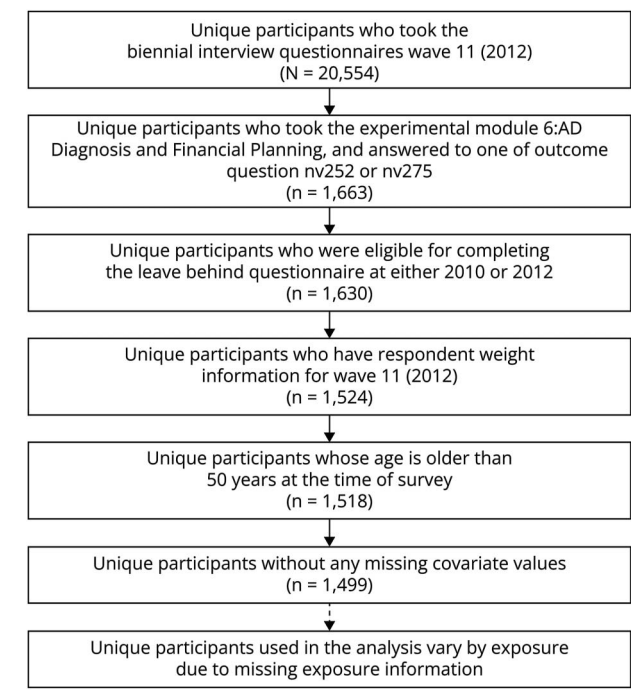 Unique participants who took the
biennial interview questionnaires wave 11 (2012)
(N = 20,554)
Unique participants who took the experimental module 6:AD
Diagnosis and Financial Planning, and answered to one of outcome
question nv252 or nv275
(n = 1,663)
Unique participants who were eligible for completing
the leave behind questionnaire at either 2010 or 2012
(n = 1,630)
Unique participants who have respondent weight
information for wave 11 (2012)
(n = 1,524)
Unique participants whose age is older than
50 years at the time of survey
(n = 1,518)
Unique participants without any missing covariate values
(n = 1,499)
Unique participants used in the analysis vary by exposure
due to missing exposure information